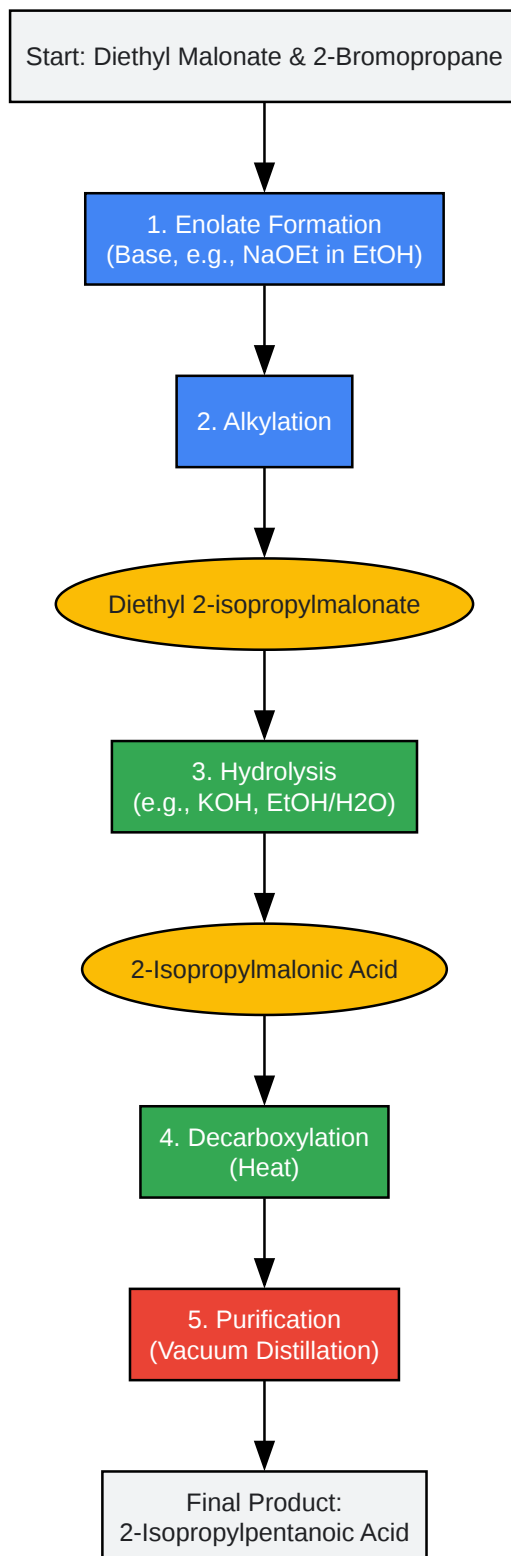 Start: Diethyl Malonate & 2-Bromopropane
1. Enolate Formation
(Base, e.g., NaOEt in EtOH)
2. Alkylation
Diethyl 2-isopropylmalonate
3. Hydrolysis
(e.g., KOH, EtOH/H2O)
2-Isopropylmalonic Acid
4. Decarboxylation
(Heat)
5. Purification
(Vacuum Distillation)
Final Product:
2-Isopropylpentanoic Acid